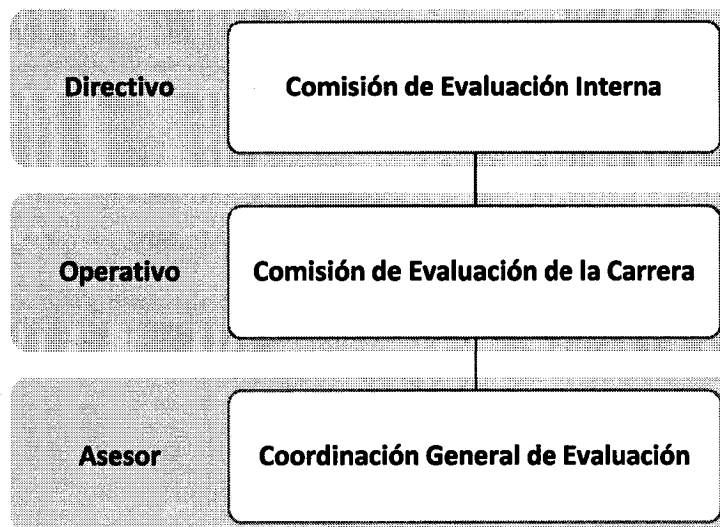 Directivo
Comisión de Evaluación Interna
Operativo
Comisión de Evaluación de la Carrera
Asesor
Coordinación General de Evaluación